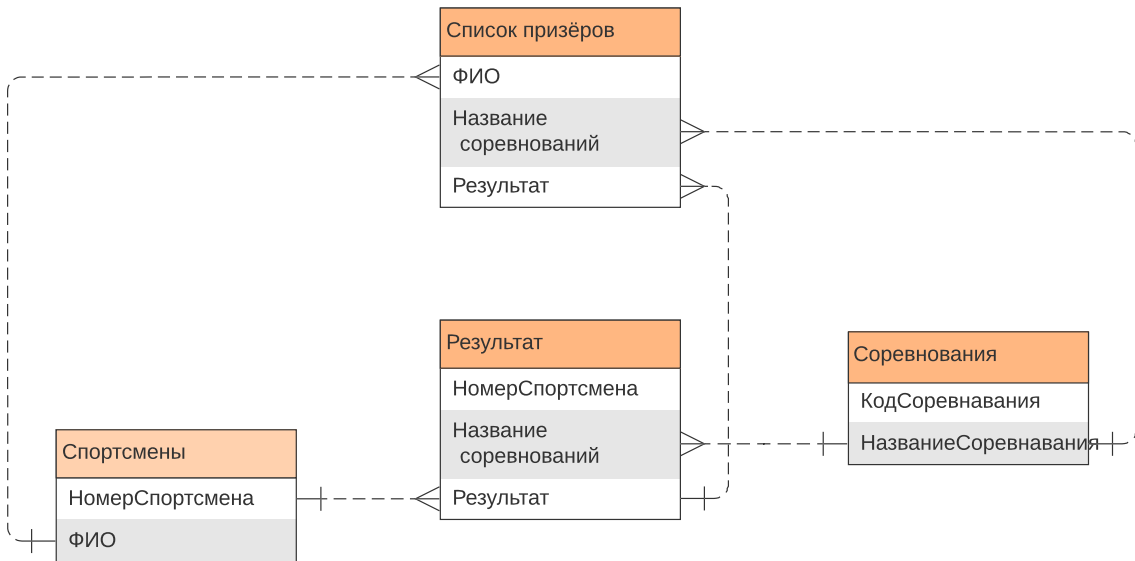 Список призёров
ФИО
Название
соревнований
Результат
Результат
НомерСпортсмена
Название
соревнований
Результат
Соревнования
КодСоревнавания
НазваниеСоревнавания
Спортсмены
НомерСпортсмена
ФИО